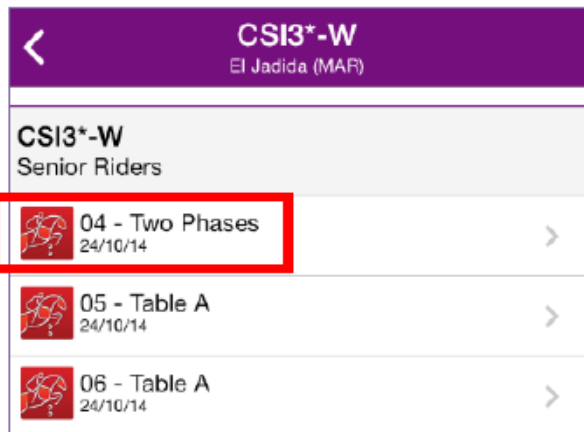 CSI3*-W
El Jadida (MAR)
CSI3*-W
Senior Riders
04 - Two Phases
24/10/14
05 - Table A
24/10/14
06 - Table A
24/10/14